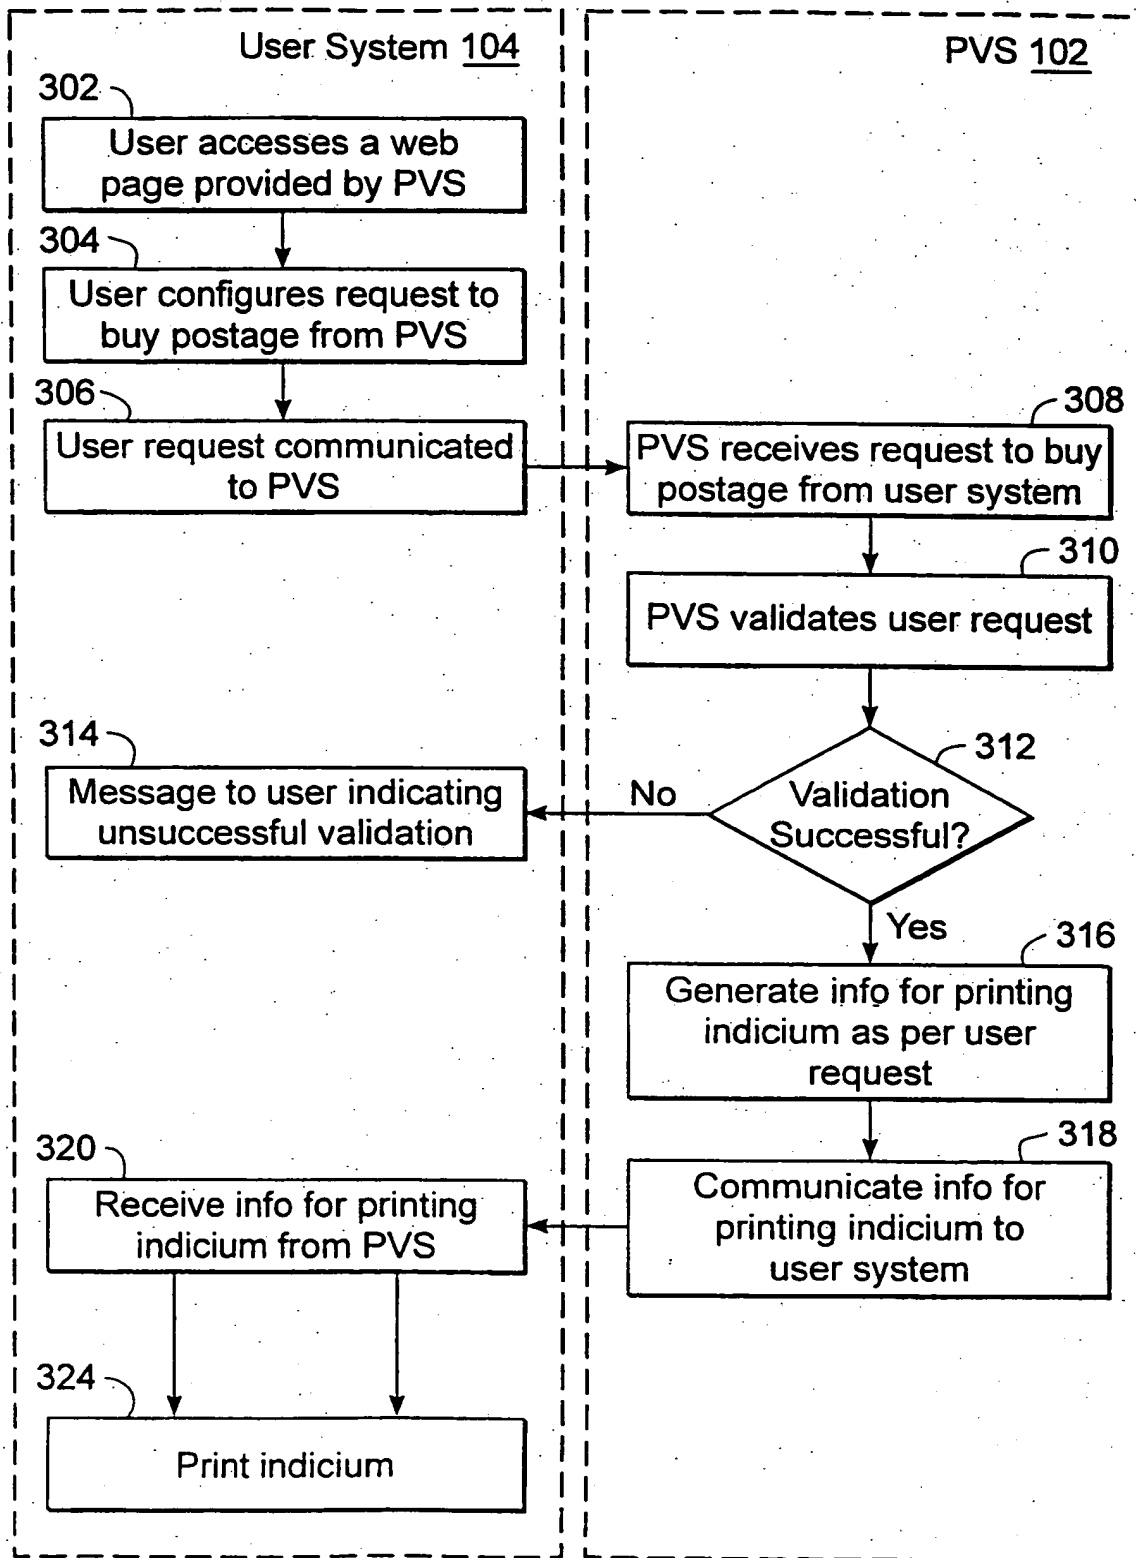 User System 104
302
User accesses a web
page provided by PVS
304
User configures request to
buy postage from PVS
306
User request communicated
to PVS
314
Message to user indicating
unsuccessful validation
320
Receive info for printing
indicium from PVS
324
Print indicium
PVS 102
308
PVS receives request to buy
postage from user system
310
PVS validates user request
312
Validation
Successful?
No
Yes
316
Generate info for printing
indicium as per user
request
318
Communicate info for
printing indicium to
user system